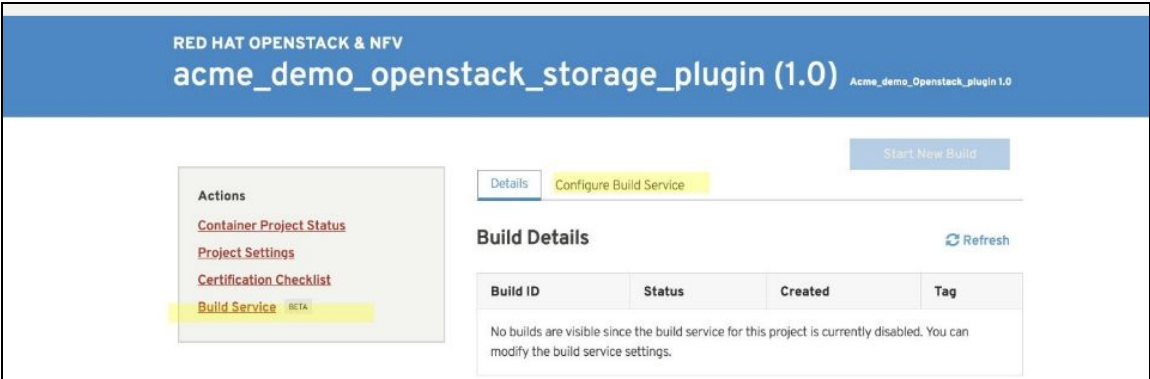 RED HAT OPENSTACK & NFV
acme_demo_openstack_storage_plugin (1.0) Acme_demo_Openstack_plugin 1.0
Start New Build
Actions
Container Project Status
Project Settings
Certification Checklist
Build Service BETA
Details Configure Build Service
Build Details
Refresh
Build ID Status Created Tag
No builds are visible since the build service for this project is currently disabled. You can
modify the build service settings.